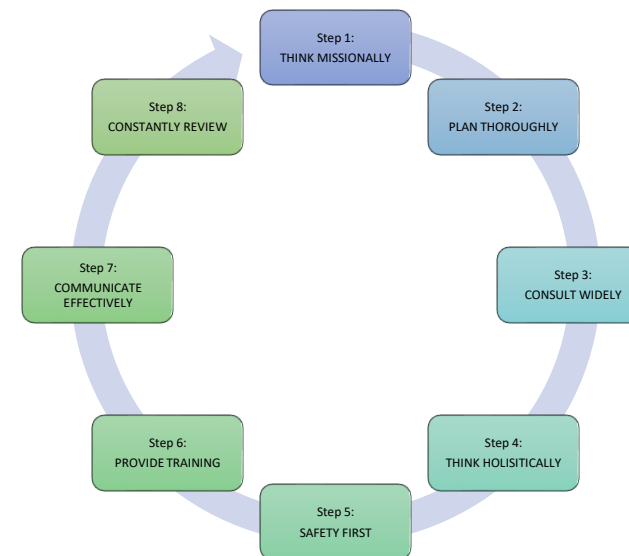 Step 1:
THINK MISSIONALLY
Step 2:
PLAN THOROUGHLY
Step 3:
CONSULT WIDELY
Step 4:
THINK HOLISITICALLY
Step 5:
SAFETY FIRST
Step 6:
PROVIDE TRAINING
Step 7:
COMMUNICATE
EFFECTIVELY
Step 8:
CONSTANTLY REVIEW